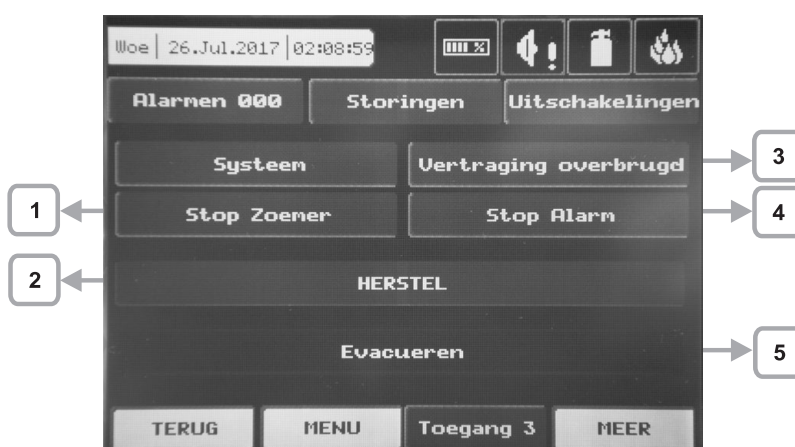 Woe 26.Jul.2017 02:08:59 %
Alarmen 000 Storingen Uitschakelingen
Systeem Vertraging overbrugd 3
1 Stop Zoemer Stop Alarm 4
2 HERSTEL
Evacueren 5
TERUG MENU Toegang 3 MEER